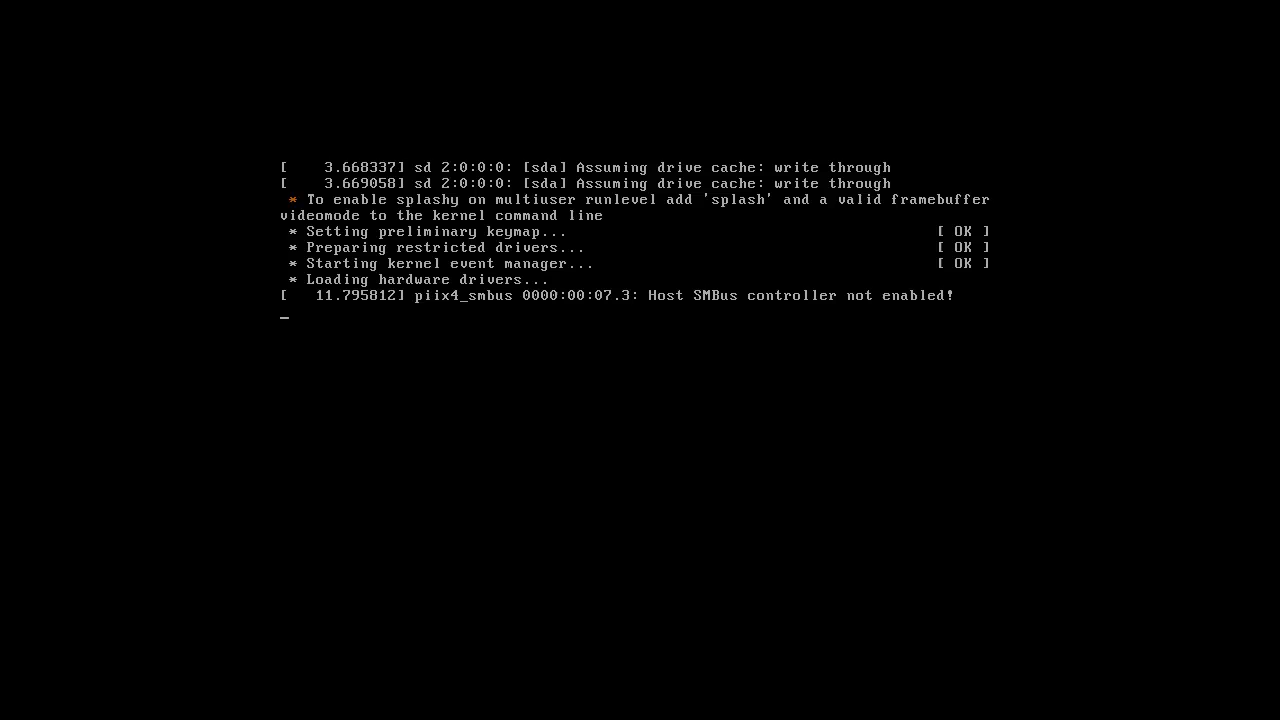 [    3.668337] sd 2:0:0:0: [sda] Assuming drive cache: write through
[    3.669058] sd 2:0:0:0: [sda] Assuming drive cache: write through
 * To enable splashy on multiuser runlevel add 'splash' and a valid framebuffer
videomode to the kernel command line
 * Setting preliminary keymap...                                         [ OK ]
 * Preparing restricted drivers...                                       [ OK ]
 * Starting kernel event manager...                                      [ OK ]
 * Loading hardware drivers...
[   11.795812] piix4_smbus 0000:00:07.3: Host SMBus controller not enabled!
_